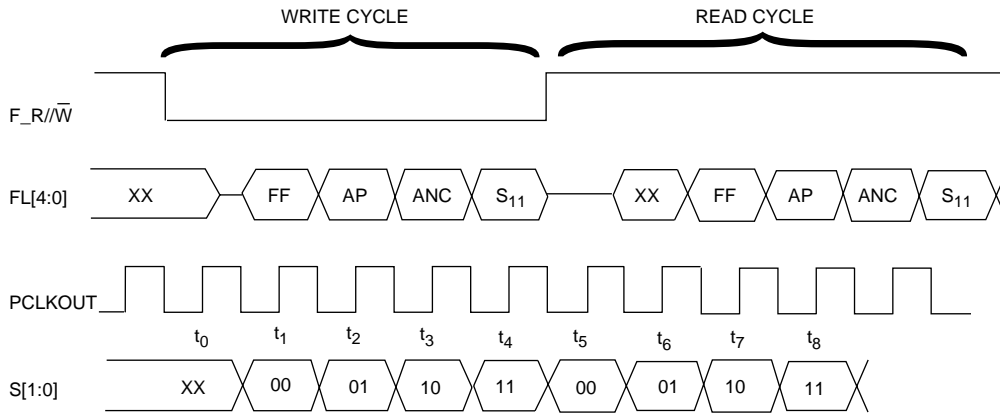 WRITE CYCLE READ CYCLE
F_R//W̅
FL[4:0] XX FF AP ANC S₁₁ XX FF AP ANC S₁₁
PCLKOUT
t₀ t₁ t₂ t₃ t₄ t₅ t₆ t₇ t₈
S[1:0] XX 00 01 10 11 00 01 10 11